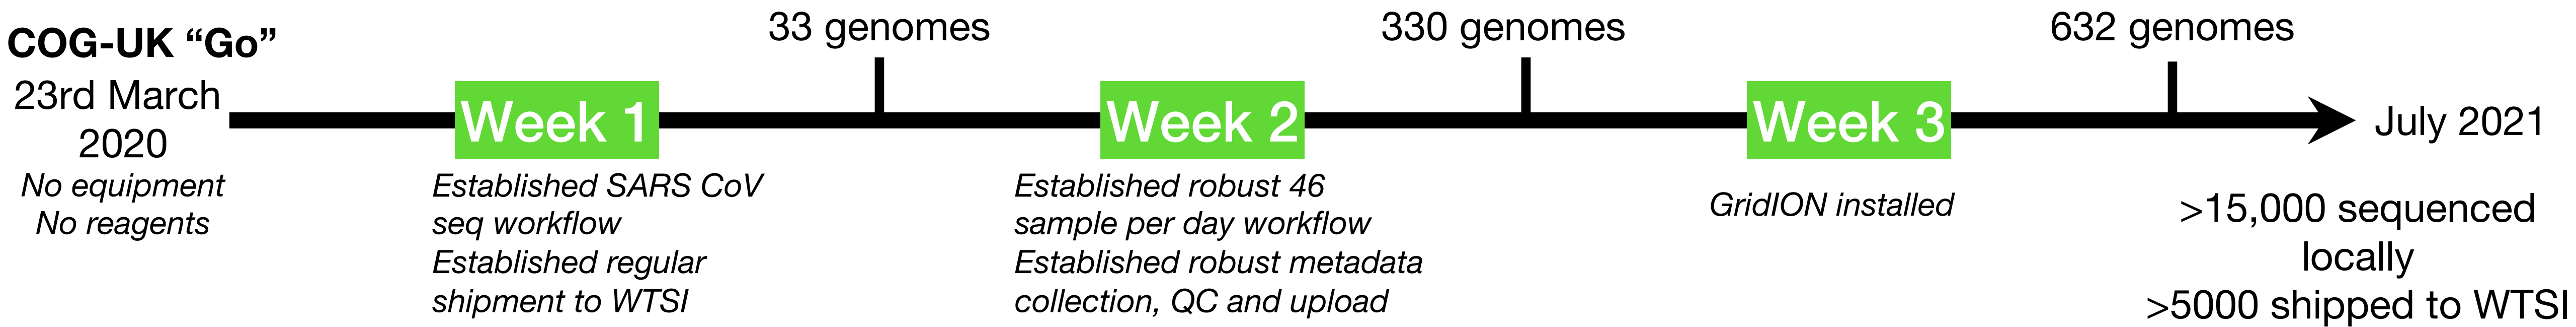 COG-UK “Go”
23rd March
2020
No equipment
No reagents
Week 1
Established SARS CoV
seq workflow
Established regular
shipment to WTSI
33 genomes
Week 2
Established robust 46
sample per day workflow
Established robust metadata
collection, QC and upload
330 genomes
Week 3
GridION installed
632 genomes
July 2021
>15,000 sequenced
locally
>5000 shipped to WTSI